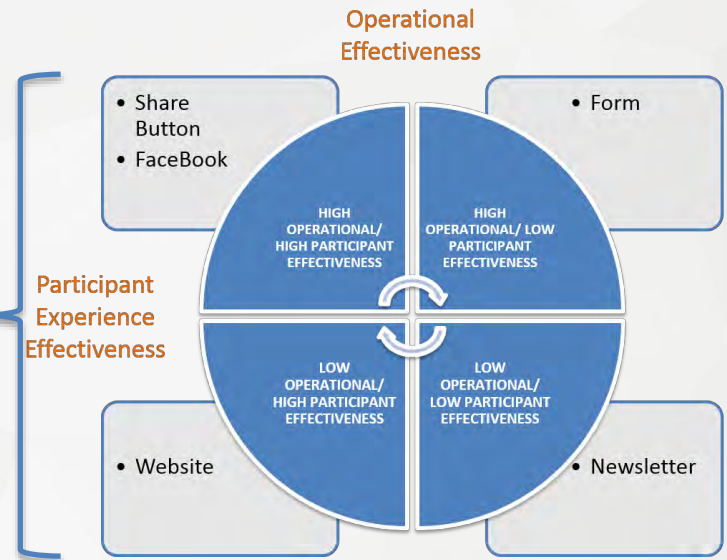 Operational
Effectiveness
• Share
Button
• FaceBook
• Form
HIGH
OPERATIONAL/
HIGH PARTICIPANT
EFFECTIVENESS
HIGH
OPERATIONAL/ LOW
PARTICIPANT
EFFECTIVENESS
Participant
Experience
Effectiveness
LOW
OPERATIONAL/
HIGH PARTICIPANT
EFFECTIVENESS
LOW
OPERATIONAL/
LOW PARTICIPANT
EFFECTIVENESS
• Website
• Newsletter